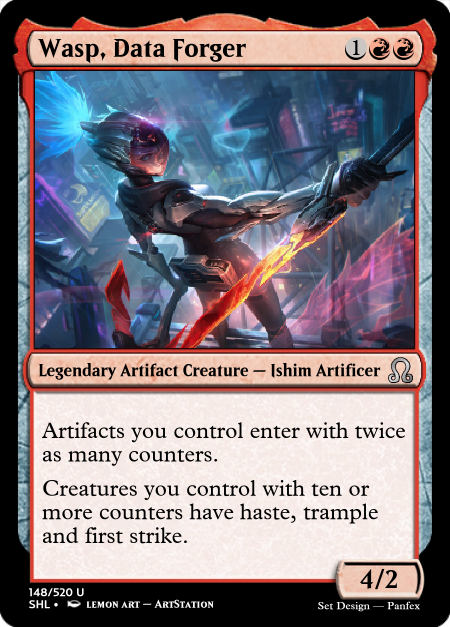 Wasp, Data Forger 1
Legendary Artifact Creature — Ishim Artificer
Artifacts you control enter with twice
as many counters.
Creatures you control with ten or
more counters have haste, trample
and first strike.
4/2
148/520 U
SHL • LEMON ART — ArtStation
Set Design — Panfex